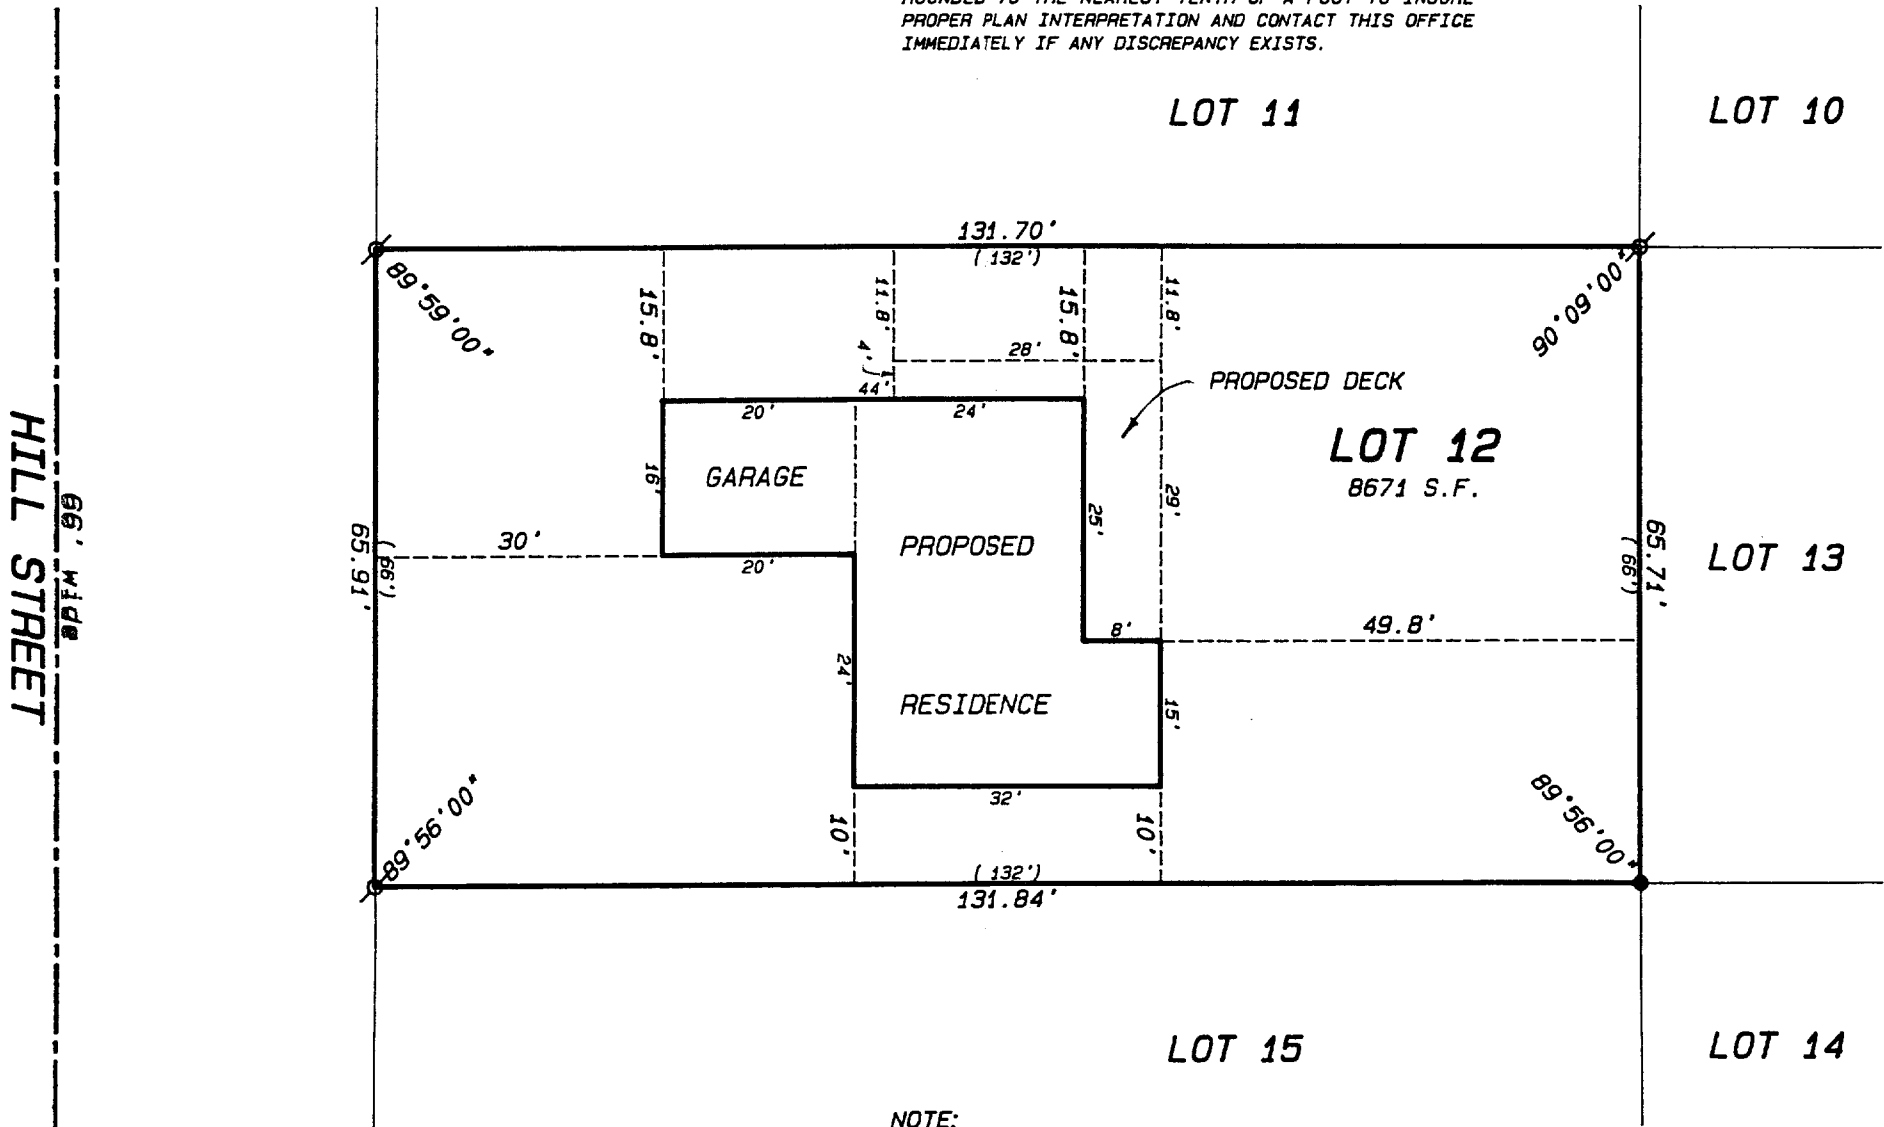 PROPER PLAN INTERPRETATION AND CONTACT THIS OFFICE
IMMEDIATELY IF ANY DISCREPANCY EXISTS.
LOT 11
LOT 10
131.70'
(132')
89°59'00"
90°09'00"
15.8'
11.8'
15.8'
11.8'
4'
28'
44'
PROPOSED DECK
20'
24'
LOT 12
8671 S.F.
16'
GARAGE
25'
29'
PROPOSED
HILL STREET
66' wide
65.91'
(66')
30'
20'
65.71'
(66')
LOT 13
8'
49.8'
24'
RESIDENCE
15'
32'
10'
10'
89°56'00"
89°56'00"
(132')
131.84'
LOT 15
LOT 14
NOTE: